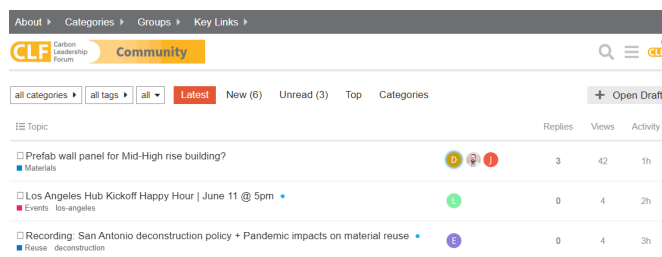 About Categories Groups Key Links
CLF Carbon Leadership Forum Community
all categories all tags all Latest New (6) Unread (3) Top Categories + Open Draft
Topic Replies Views Activity
Prefab wall panel for Mid-High rise building? D J 3 42 1h
Materials
Los Angeles Hub Kickoff Happy Hour | June 11 @ 5pm L 0 4 2h
Events los-angeles
Recording: San Antonio deconstruction policy + Pandemic impacts on material reuse E 0 4 3h
Reuse deconstruction